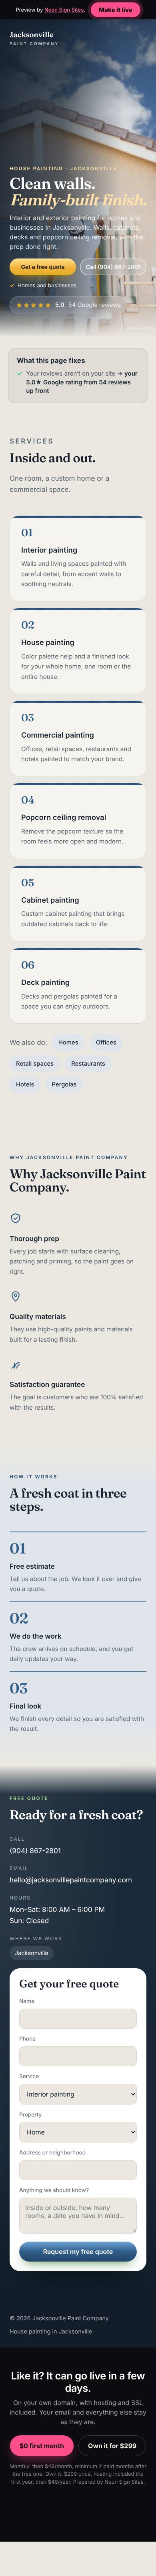 Preview by Neon Sign Sites. Make it live
Jacksonville
PAINT COMPANY
HOUSE PAINTING · JACKSONVILLE
Clean walls.
Family-built finish.
Interior and exterior painting for homes and
businesses in Jacksonville. Walls, cabinets,
decks and popcorn ceiling removal, with the
prep done right.
Get a free quote
Call (904) 867-2801
✓ Homes and businesses
★★★★★ 5.0 54 Google reviews
What this page fixes
✓ Your reviews aren't on your site → your
5.0★ Google rating from 54 reviews
up front
SERVICES
Inside and out.
One room, a custom home or a
commercial space.
01
Interior painting
Walls and living spaces painted with
careful detail, from accent walls to
soothing neutrals.
02
House painting
Color palette help and a finished look
for your whole home, one room or the
entire house.
03
Commercial painting
Offices, retail spaces, restaurants and
hotels painted to match your brand.
04
Popcorn ceiling removal
Remove the popcorn texture so the
room feels more open and modern.
05
Cabinet painting
Custom cabinet painting that brings
outdated cabinets back to life.
06
Deck painting
Decks and pergolas painted for a
space you can enjoy outdoors.
We also do: Homes Offices
Retail spaces Restaurants
Hotels Pergolas
WHY JACKSONVILLE PAINT COMPANY
Why Jacksonville Paint
Company.
Thorough prep
Every job starts with surface cleaning,
patching and priming, so the paint goes on
right.
Quality materials
They use high-quality paints and materials
built for a lasting finish.
Satisfaction guarantee
The goal is customers who are 100% satisfied
with the results.
HOW IT WORKS
A fresh coat in three
steps.
01
Free estimate
Tell us about the job. We look it over and give
you a quote.
02
We do the work
The crew arrives on schedule, and you get
daily updates your way.
03
Final look
We finish every detail so you are satisfied with
the result.
FREE QUOTE
Ready for a fresh coat?
CALL
(904) 867-2801
EMAIL
hello@jacksonvillepaintcompany.com
HOURS
Mon–Sat: 8:00 AM – 6:00 PM
Sun: Closed
WHERE WE WORK
Jacksonville
Get your free quote
Name
Phone
Service
Interior painting
Property
Home
Address or neighborhood
Anything we should know?
Inside or outside, how many
rooms, a date you have in mind...
Request my free quote
© 2026 Jacksonville Paint Company
House painting in Jacksonville
Like it? It can go live in a few
days.
On your own domain, with hosting and SSL
included. Your email and everything else stay
as they are.
$0 first month
Own it for $299
Monthly: then $49/month, minimum 2 paid months after
the free one. Own it: $299 once, hosting included the
first year, then $49/year. Prepared by Neon Sign Sites.